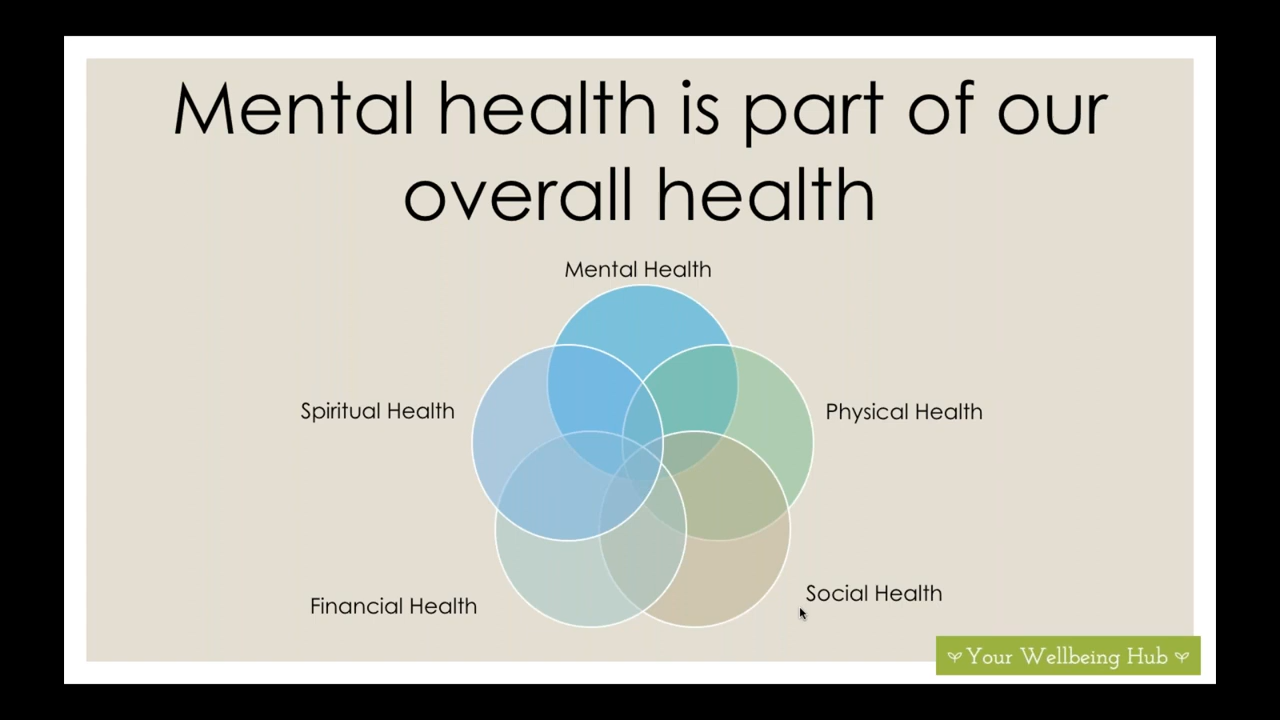 Mental health is part of our
overall health
Mental Health
Spiritual Health
Physical Health
Financial Health
Social Health
Your Wellbeing Hub